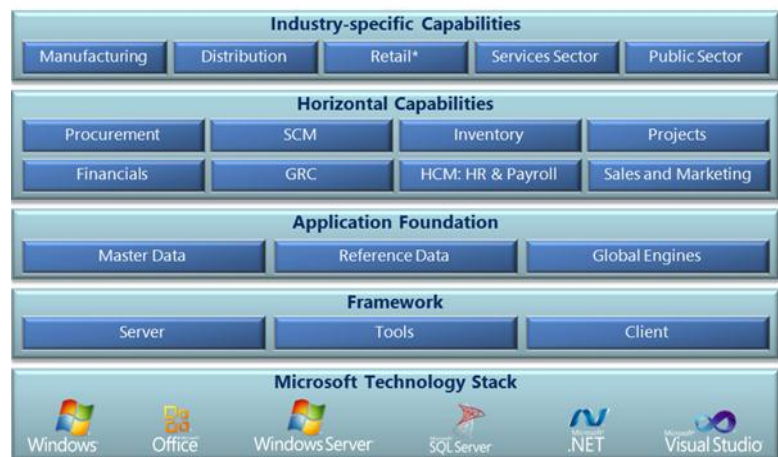 Industry-specific Capabilities
Manufacturing Distribution Retail* Services Sector Public Sector
Horizontal Capabilities
Procurement SCM Inventory Projects
Financials GRC HCM: HR & Payroll Sales and Marketing
Application Foundation
Master Data Reference Data Global Engines
Framework
Server Tools Client
Microsoft Technology Stack
Windows Office Windows Server SQL Server .NET Visual Studio